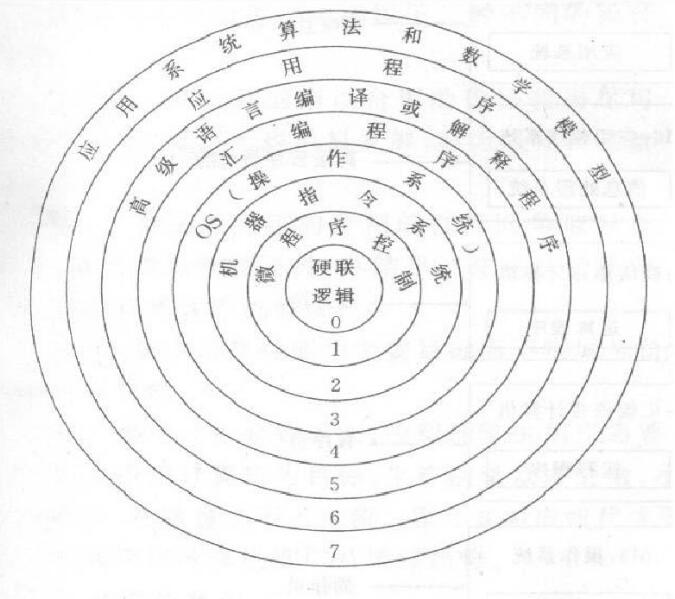 应用系统算法和数学模型
应用程序
高级语言编译或解释程序
汇编程序
OS(操作系统)
机器指令系统
微程序控制
硬联
逻辑
0
1
2
3
4
5
6
7